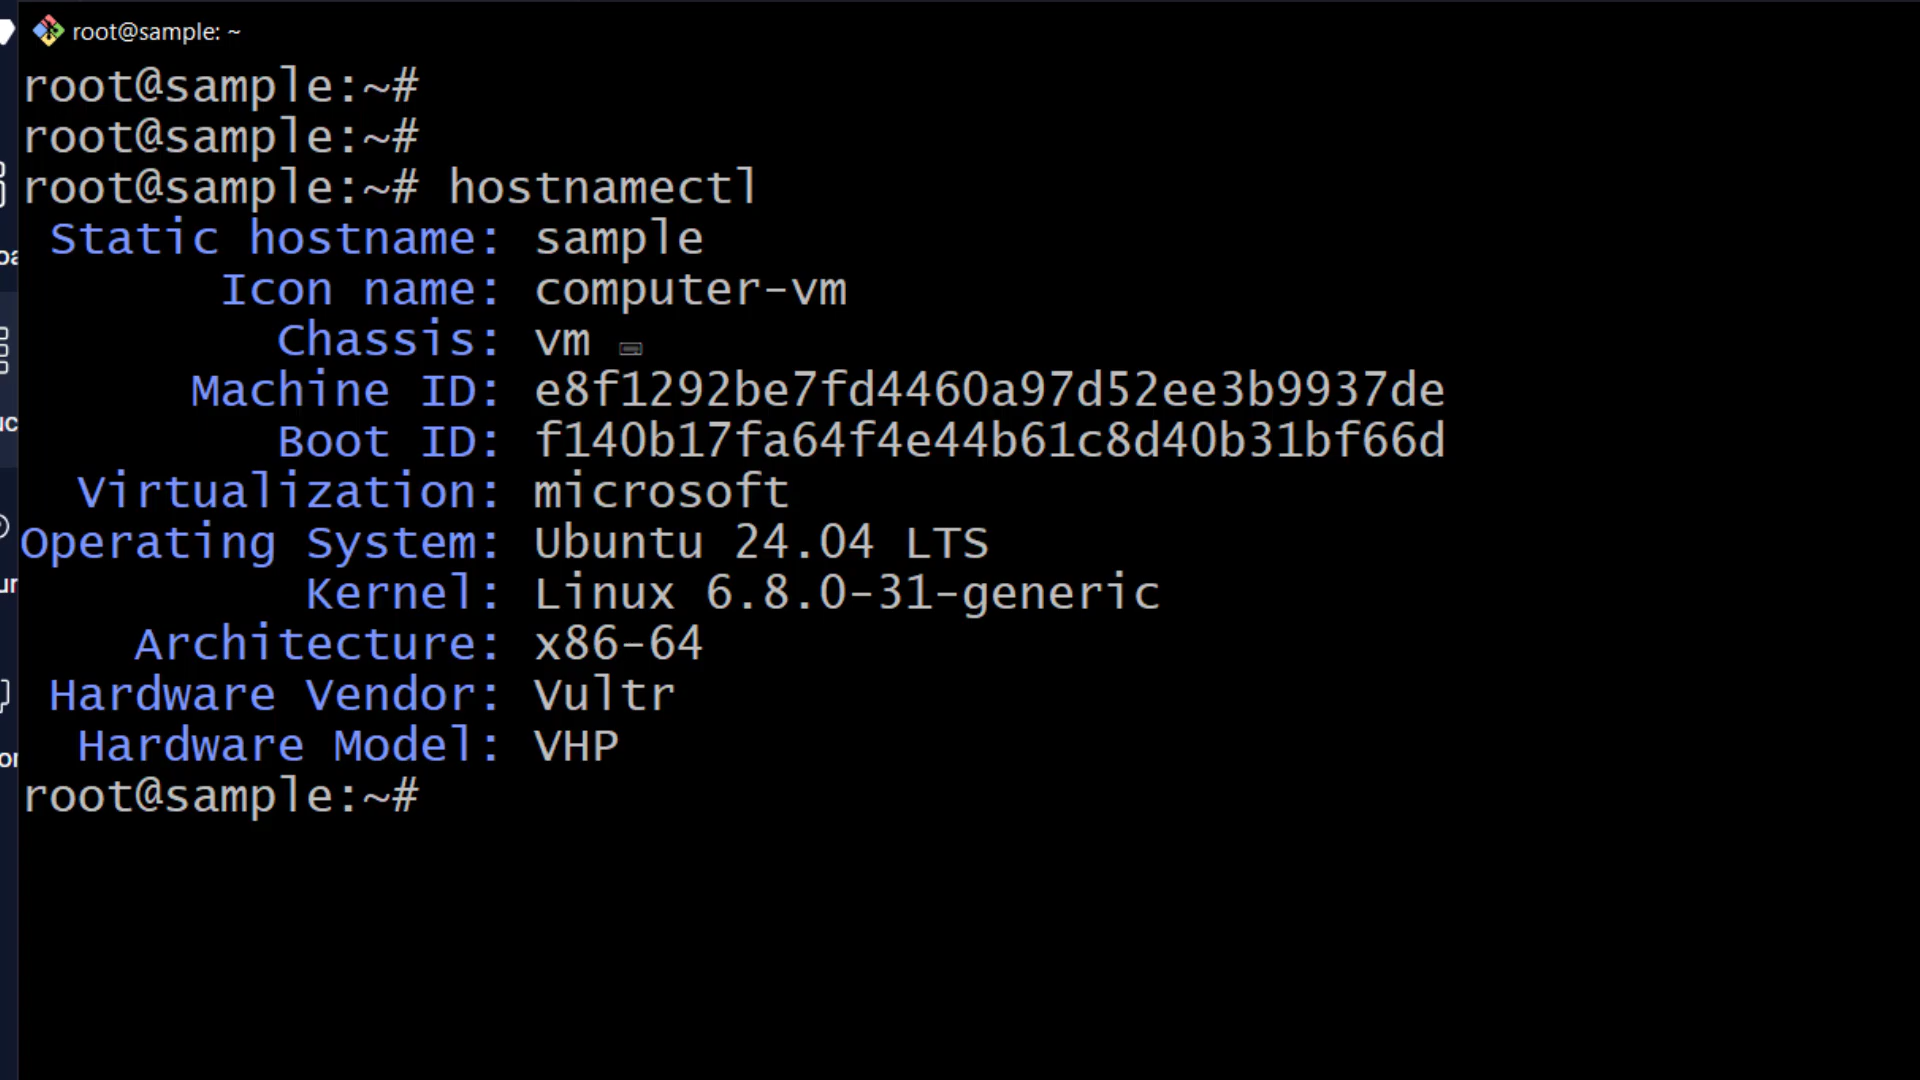 root@sample: ~
root@sample:~#
root@sample:~#
root@sample:~# hostnamectl
Static hostname: sample
Icon name: computer-vm
Chassis: vm
Machine ID: e8f1292be7fd4460a97d52ee3b9937de
Boot ID: f140b17fa64f4e44b61c8d40b31bf66d
Virtualization: microsoft
Operating System: Ubuntu 24.04 LTS
Kernel: Linux 6.8.0-31-generic
Architecture: x86-64
Hardware Vendor: Vultr
Hardware Model: VHP
root@sample:~#